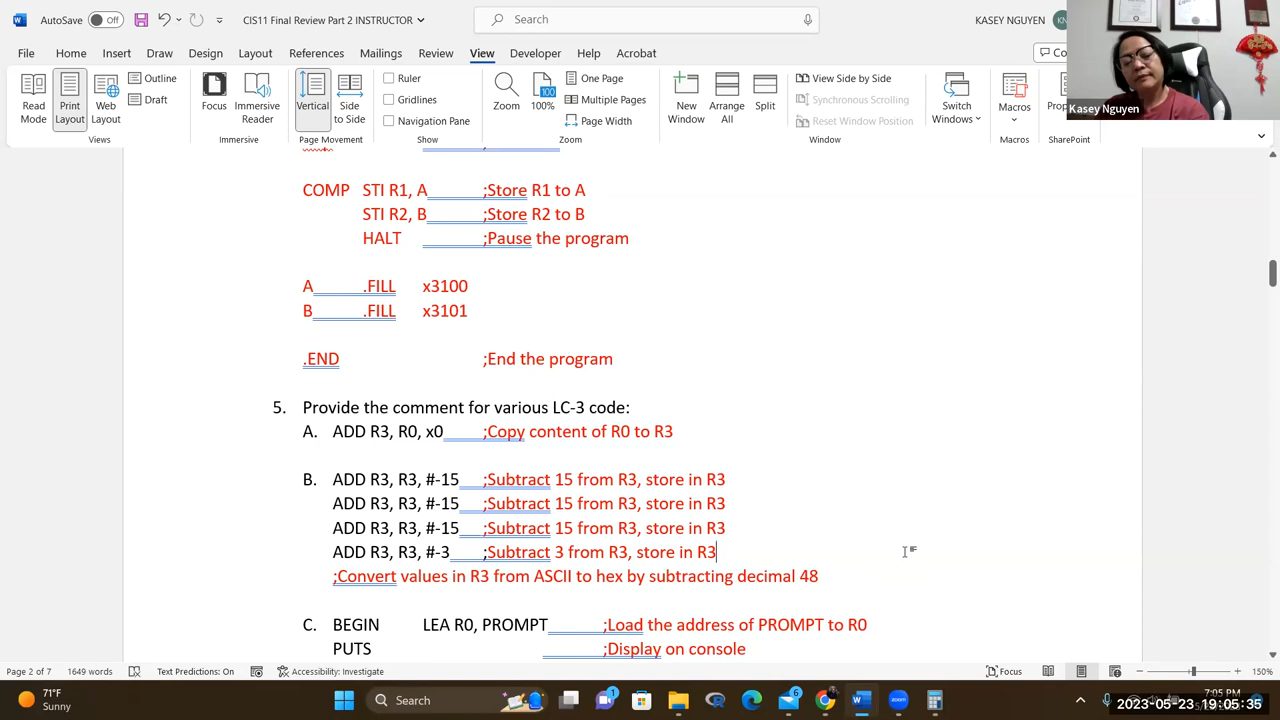 AutoSave Off CIS11 Final Review Part 2 INSTRUCTOR Search KASEY NGUYEN KN
File Home Insert Draw Design Layout References Mailings Review View Developer Help Acrobat
Read Mode
Print Layout
Web Layout
Outline
Draft
Views
Focus
Immersive Reader
Immersive
Vertical
Side to Side
Page Movement
Ruler
Gridlines
Navigation Pane
Show
Zoom
100
100%
One Page
Multiple Pages
Page Width
Zoom
New Window
Arrange All
Split
View Side by Side
Synchronous Scrolling
Reset Window Position
Window
Switch Windows
Macros
Macros
SharePoint
Kasey Nguyen
COMP STI R1, A ;Store R1 to A
STI R2, B ;Store R2 to B
HALT ;Pause the program
A .FILL x3100
B .FILL x3101
.END ;End the program
5. Provide the comment for various LC-3 code:
A. ADD R3, R0, x0 ;Copy content of R0 to R3
B. ADD R3, R3, #-15 ;Subtract 15 from R3, store in R3
ADD R3, R3, #-15 ;Subtract 15 from R3, store in R3
ADD R3, R3, #-15 ;Subtract 15 from R3, store in R3
ADD R3, R3, #-3 ;Subtract 3 from R3, store in R3
;Convert values in R3 from ASCII to hex by subtracting decimal 48
C. BEGIN LEA R0, PROMPT ;Load the address of PROMPT to R0
PUTS ;Display on console
Page 2 of 7 1649 words Text Predictions: On Accessibility: Investigate Focus 150%
71°F
Sunny
Search
1
6
7:05 PM
2023-05-23 19:05:35